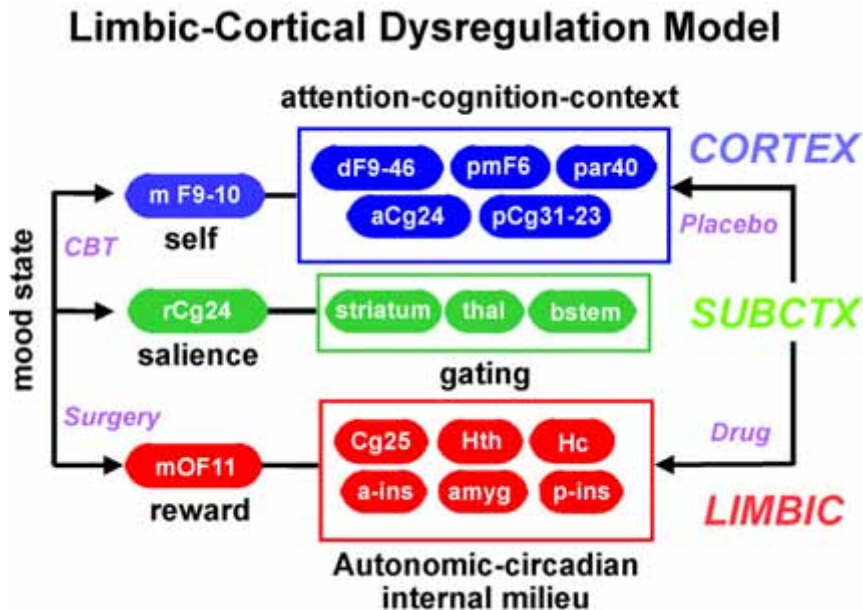 Limbic-Cortical Dysregulation Model
attention-cognition-context
CORTEX
dF9-46 pmF6 par40
m F9-10
aCg24 pCg31-23
Placebo
self
CBT
mood state
rCg24
striatum thal bstem
SUBCTX
salience
gating
Surgery
Cg25 Hth Hc
Drug
mOF11
a-ins amyg p-ins
reward
LIMBIC
Autonomic-circadian
internal milieu